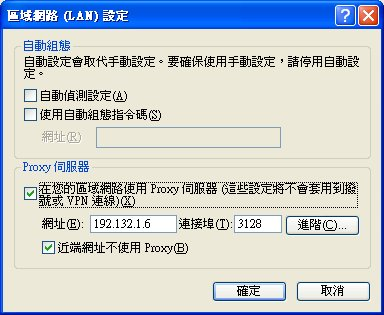 區域網路 (LAN) 設定
自動組態
自動設定會取代手動設定。要確保使用手動設定，請停用自動設
定。
自動偵測設定(A)
使用自動組態指令碼(S)
網址(R)
Proxy 伺服器
在您的區域網路使用 Proxy 伺服器 (這些設定將不會套用到撥
號或 VPN 連線)(X)
網址(E): 192.132.1.6 連接埠(T): 3128 進階(C)...
近端網址不使用 Proxy(B)
確定 取消